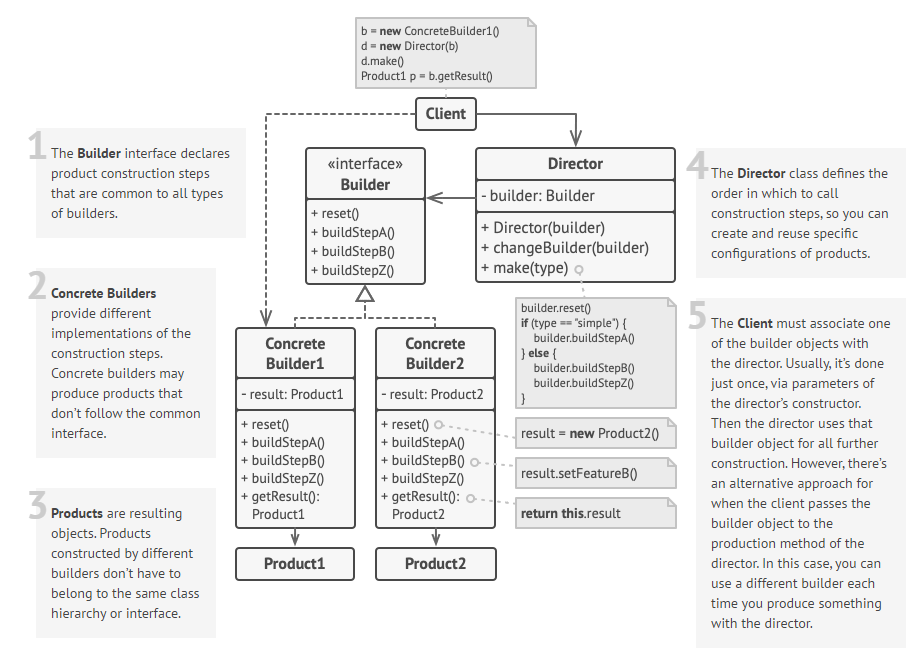 b = new ConcreteBuilder1()
d = new Director(b)
d.make()
Product1 p = b.getResult()
Client
1
The Builder interface declares
product construction steps
that are common to all types
of builders.
«interface»
Builder
+ reset()
+ buildStepA()
+ buildStepB()
+ buildStepZ()
Director
- builder: Builder
+ Director(builder)
+ changeBuilder(builder)
+ make(type)
4
The Director class defines the
order in which to call
construction steps, so you can
create and reuse specific
configurations of products.
2
Concrete Builders
provide different
implementations of the
construction steps.
Concrete builders may
produce products that
don’t follow the common
interface.
builder.reset()
if (type == "simple") {
builder.buildStepA()
} else {
builder.buildStepB()
builder.buildStepZ()
}
Concrete
Builder1
- result: Product1
+ reset()
+ buildStepA()
+ buildStepB()
+ buildStepZ()
+ getResult():
Product1
Concrete
Builder2
- result: Product2
+ reset()
+ buildStepA()
+ buildStepB()
+ buildStepZ()
+ getResult():
Product2
result = new Product2()
result.setFeatureB()
return this.result
3
Products are resulting
objects. Products
constructed by different
builders don’t have to
belong to the same class
hierarchy or interface.
Product1
Product2
5
The Client must associate one
of the builder objects with
the director. Usually, it’s done
just once, via parameters of
the director’s constructor.
Then the director uses that
builder object for all further
construction. However, there’s
an alternative approach for
when the client passes the
builder object to the
production method of the
director. In this case, you can
use a different builder each
time you produce something
with the director.